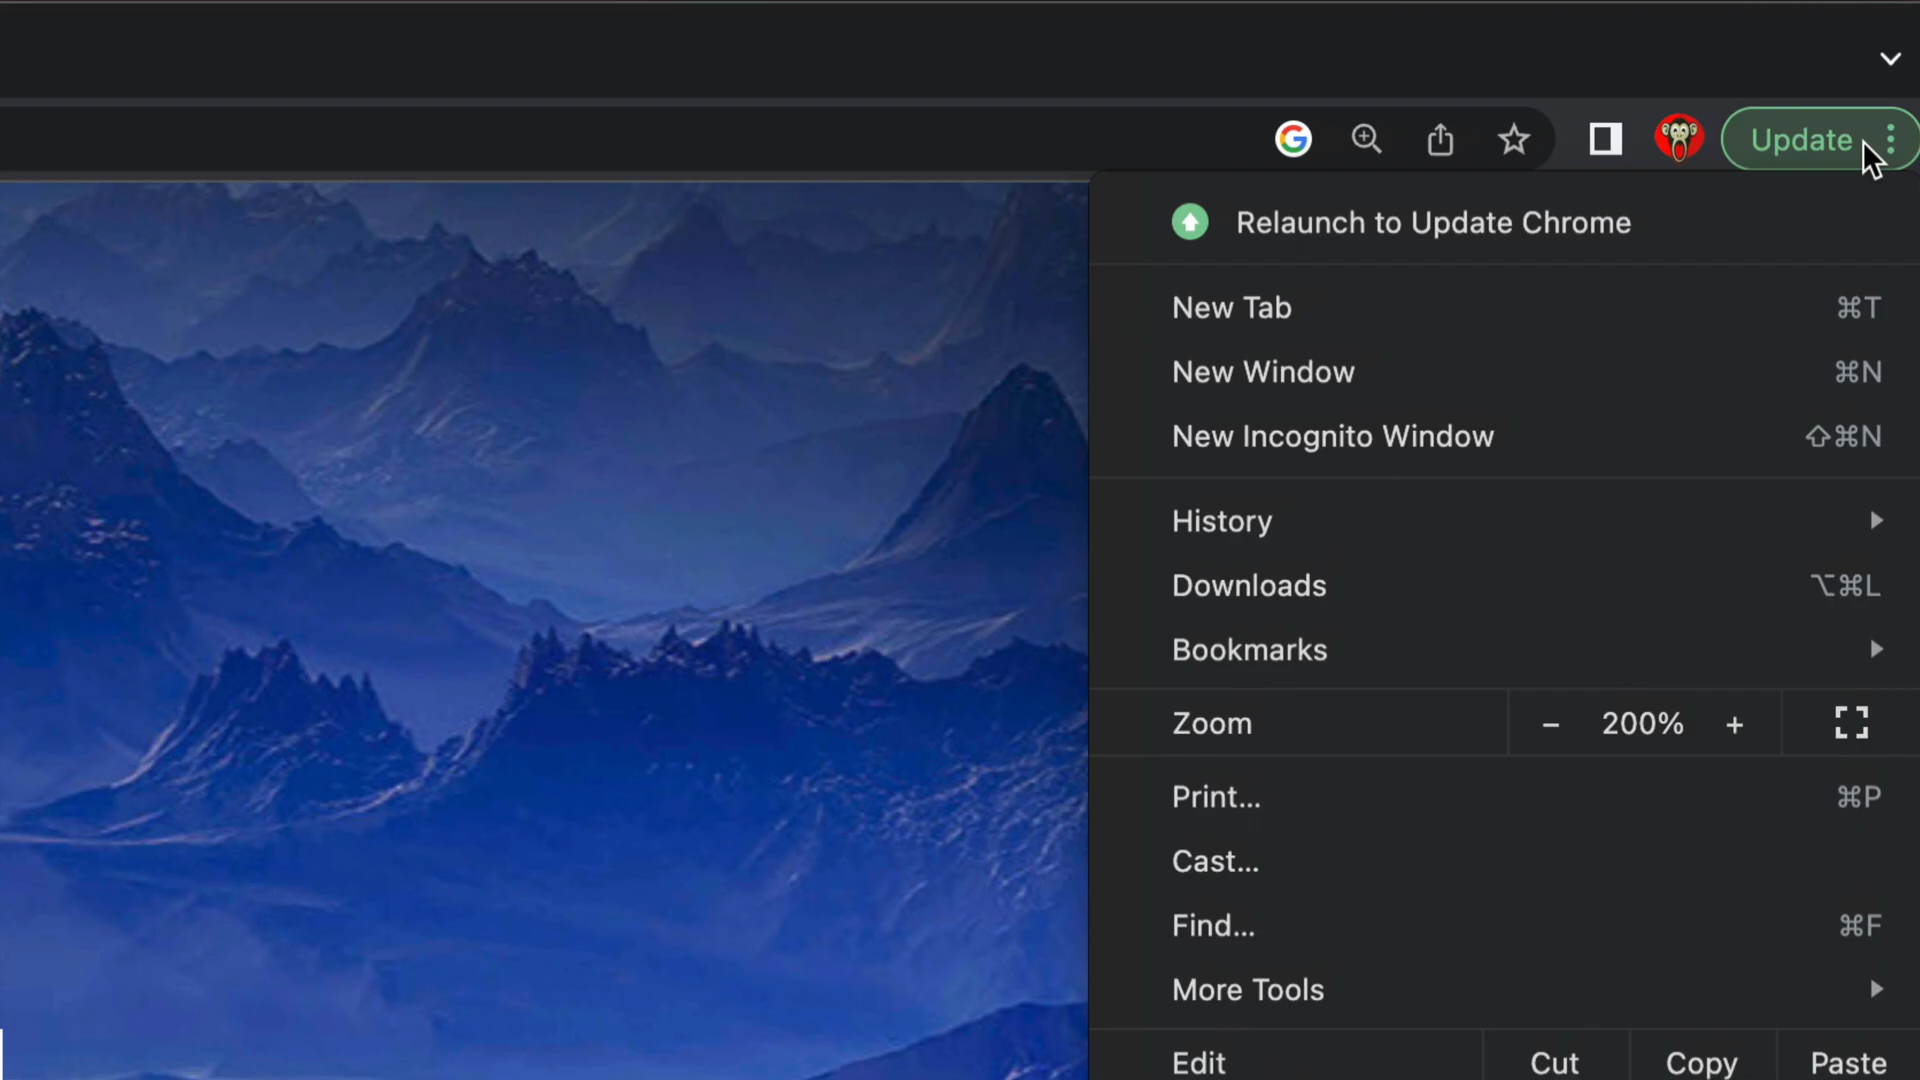 Update
Relaunch to Update Chrome
New Tab ⌘T
New Window ⌘N
New Incognito Window ⇧⌘N
History
Downloads ⌥⌘L
Bookmarks
Zoom − 200% +
Print... ⌘P
Cast...
Find... ⌘F
More Tools
Edit Cut Copy Paste